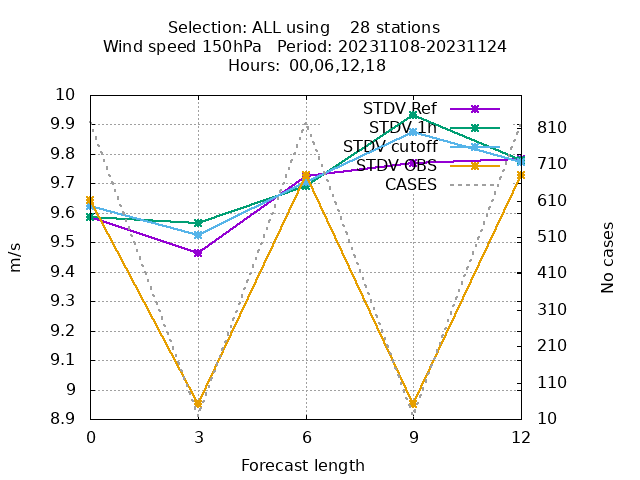 Selection: ALL using    28 stations
Wind speed 150hPa   Period: 20231108-20231124
Hours:  00,06,12,18
10
9.9
9.8
9.7
9.6
9.5
9.4
9.3
9.2
9.1
9
8.9
m/s
STDV Ref
STDV 1h
STDV cutoff
STDV OBS
CASES
810
710
610
510
410
310
210
110
10
No cases
0
3
6
9
12
Forecast length